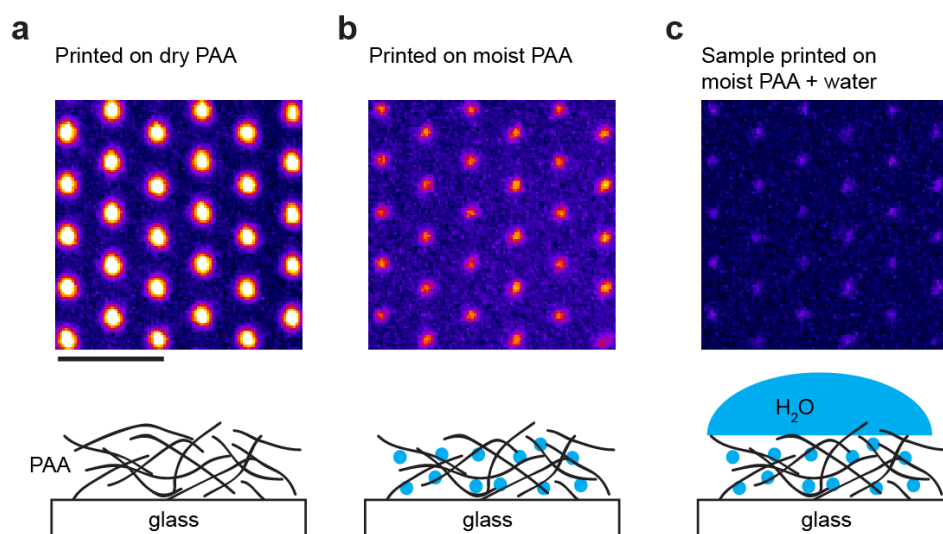 a
Printed on dry PAA
b
Printed on moist PAA
c
Sample printed on
moist PAA + water
PAA
glass
glass
H₂O
glass